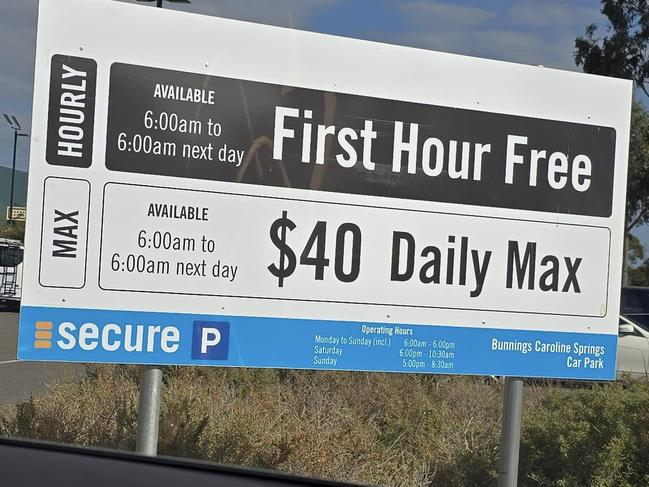 HOURLY
AVAILABLE
6:00am to
6:00am next day
First Hour Free
MAX
AVAILABLE
6:00am to
6:00am next day
$40 Daily Max
secure P
Operating Hours
Monday to Sunday (incl.) 6:00am - 6:00pm
Saturday 6:00pm - 10:30am
Sunday 5:00pm - 8:30am
Bunnings Caroline Springs
Car Park